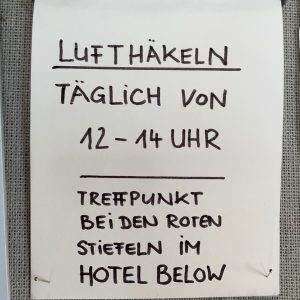 LUFTHÄKELN
TÄGLICH VON
12 – 14 UHR
TREFFPUNKT
BEI DEN ROTEN
STIEFELN IM
HOTEL BELOW